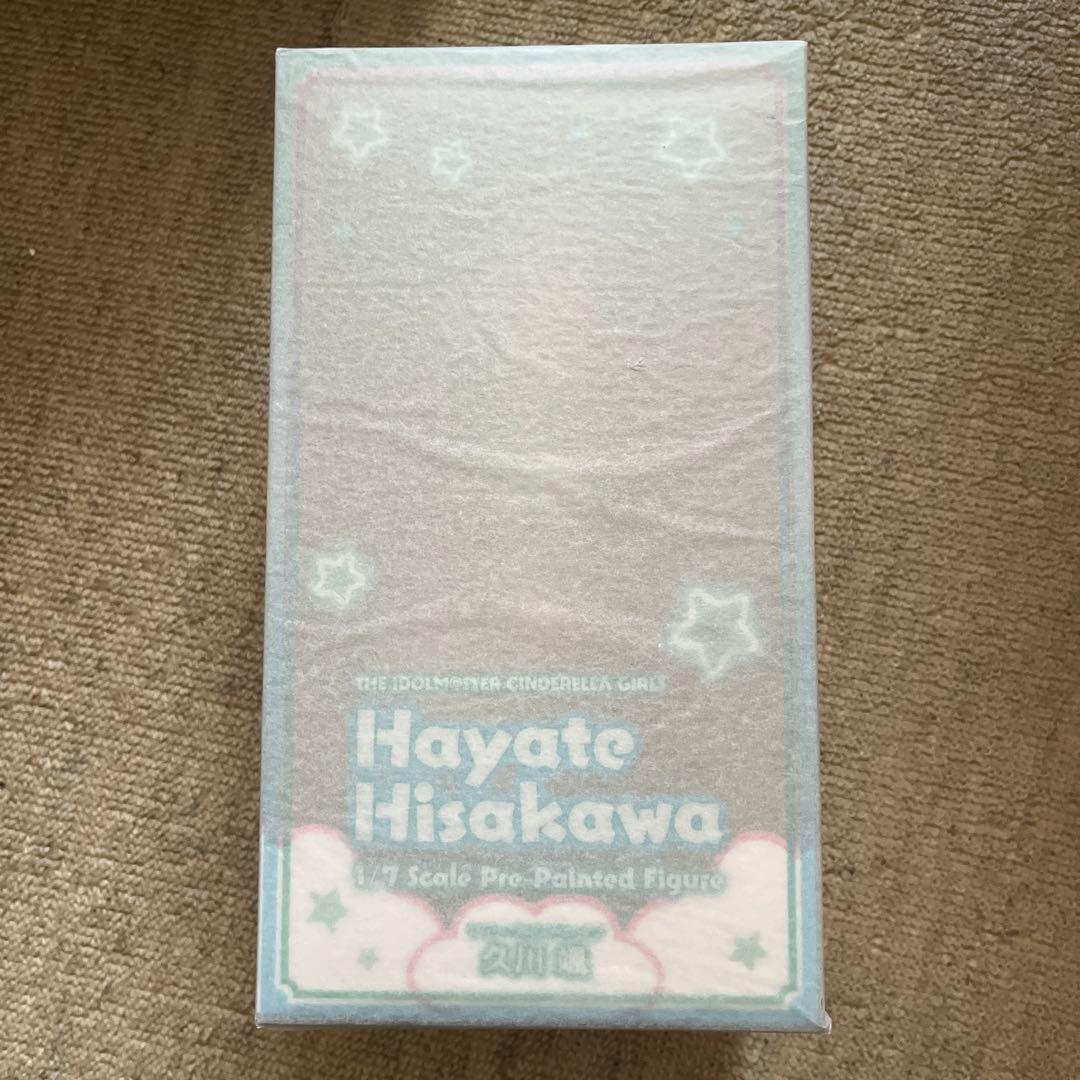 THE IDOLM@STER CINDERELLA GIRLS
Hayate
Hisakawa
1/7 Scale Pre-Painted Figure
久川 颯